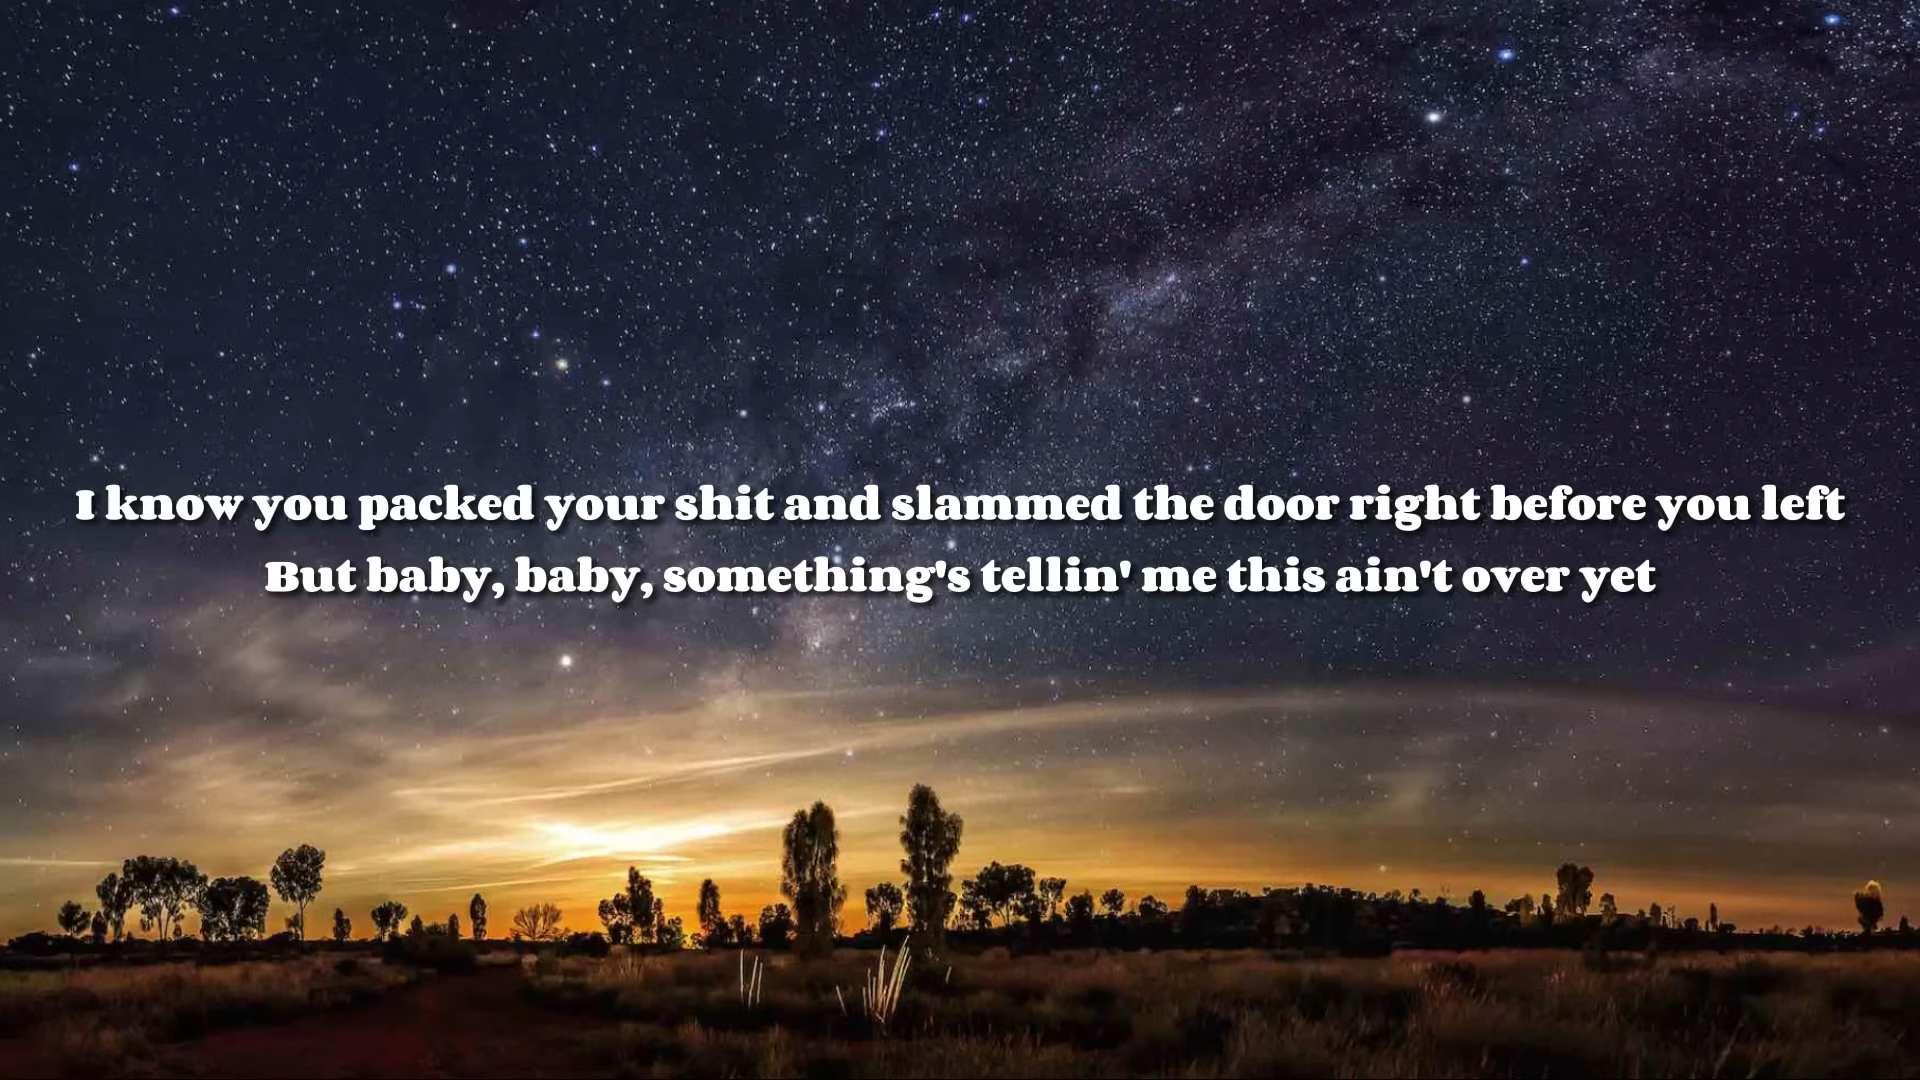 I know you packed your shit and slammed the door right before you left
But baby, baby, something's tellin' me this ain't over yet